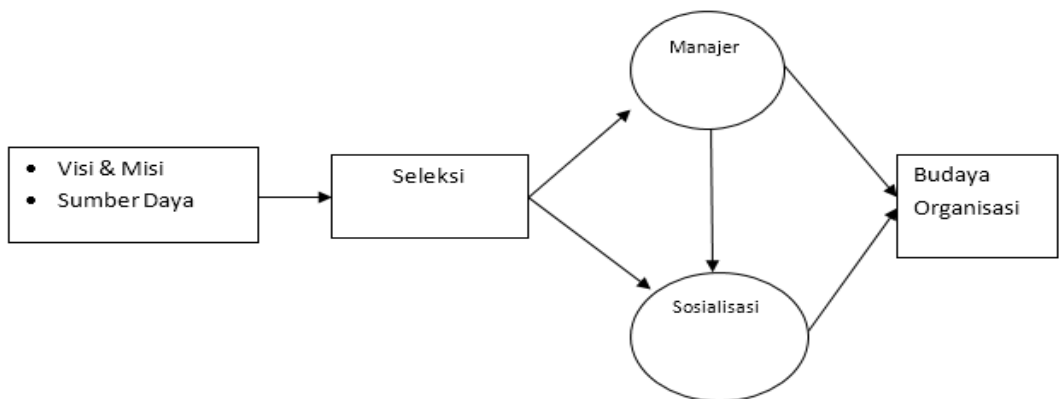 Visi & Misi
Sumber Daya
Seleksi
Manajer
Sosialisasi
Budaya
Organisasi